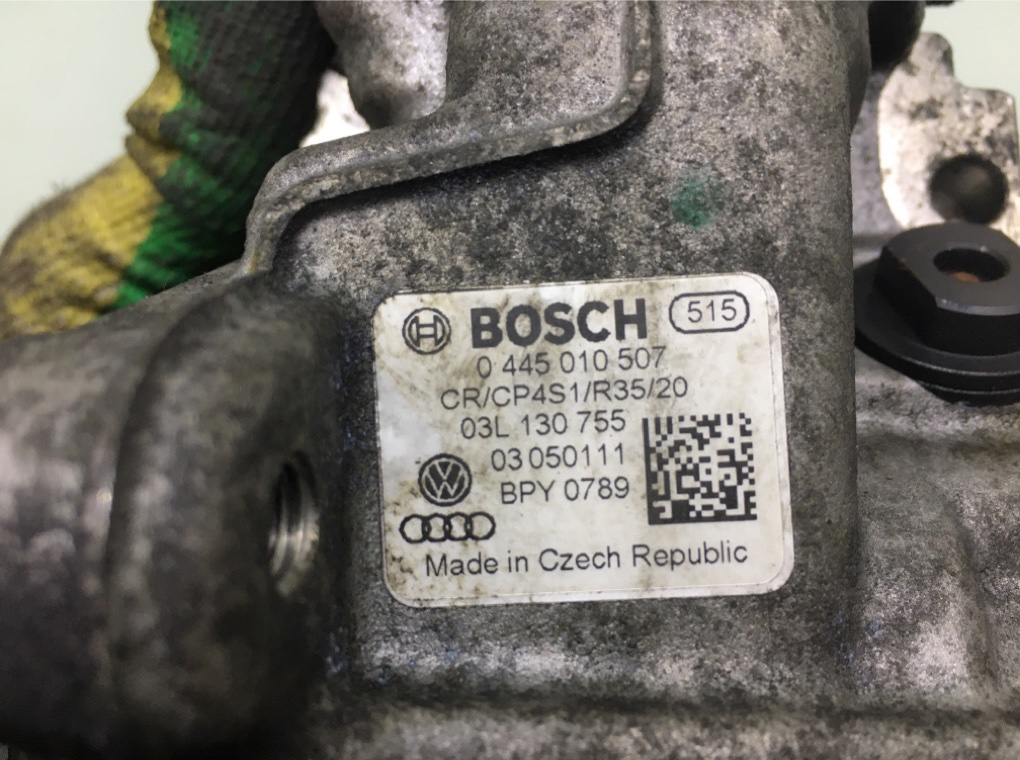 BOSCH 515
0 445 010 507
CR/CP4S1/R35/20
03L 130 755
03 050111
BPY 0789
Made in Czech Republic